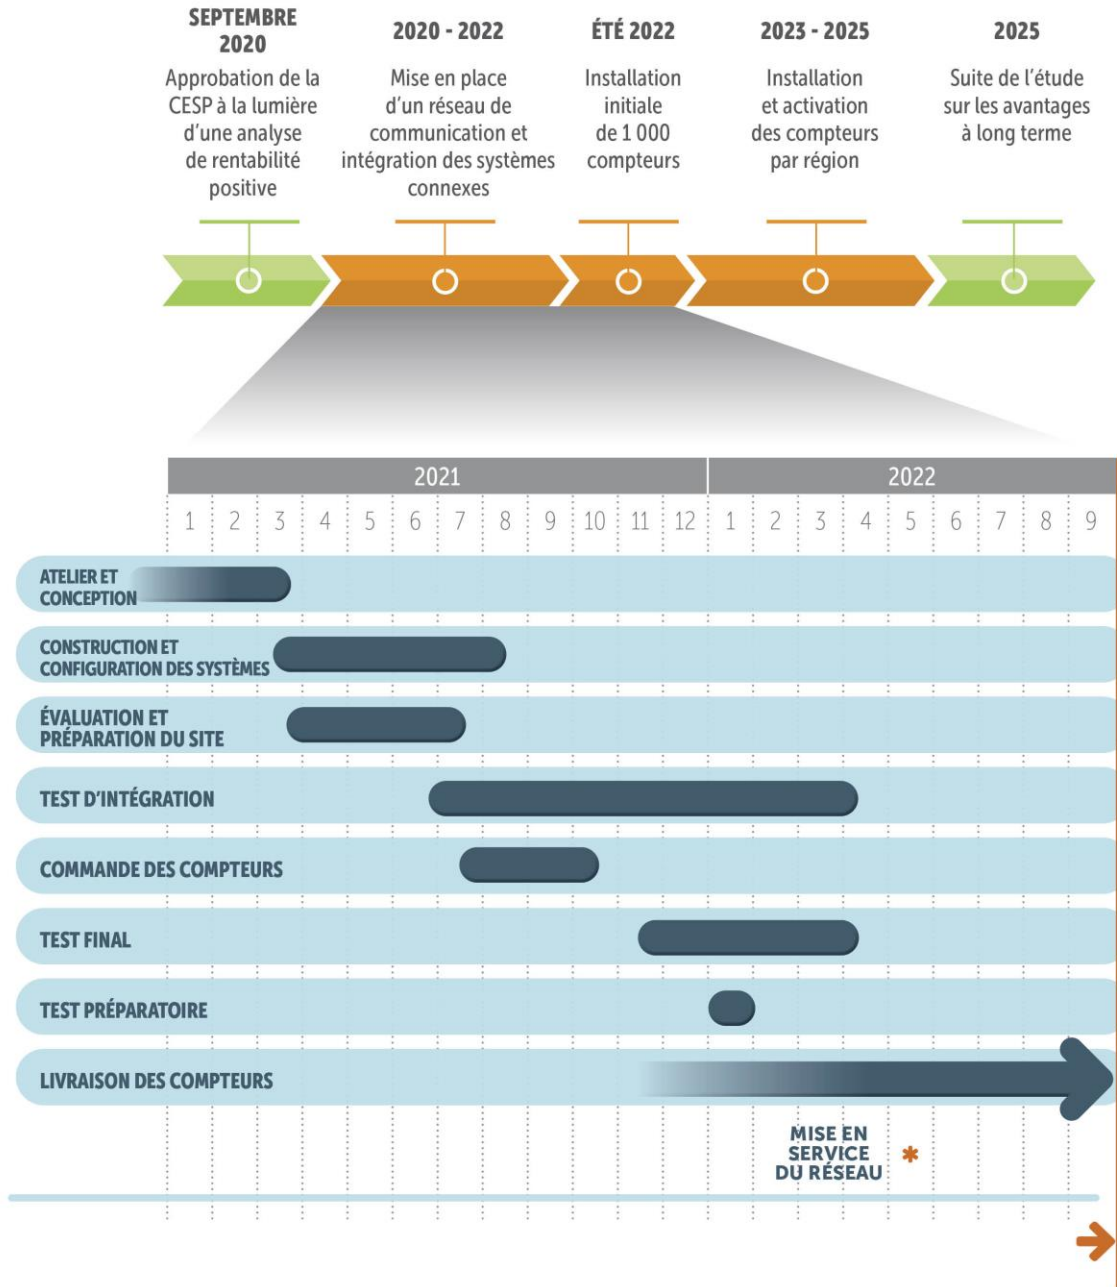 SEPTEMBRE
2020
Approbation de la
CESP à la lumière
d'une analyse
de rentabilité
positive
2020 - 2022
Mise en place
d'un réseau de
communication et
intégration des systèmes
connexes
ÉTÉ 2022
Installation
initiale
de 1 000
compteurs
2023 - 2025
Installation
et activation
des compteurs
par région
2025
Suite de l'étude
sur les avantages
à long terme
2021 2022
1 2 3 4 5 6 7 8 9 10 11 12 1 2 3 4 5 6 7 8 9
ATELIER ET
CONCEPTION
CONSTRUCTION ET
CONFIGURATION DES SYSTÈMES
ÉVALUATION ET
PRÉPARATION DU SITE
TEST D'INTÉGRATION
COMMANDE DES COMPTEURS
TEST FINAL
TEST PRÉPARATOIRE
LIVRAISON DES COMPTEURS
MISE EN
SERVICE *
DU RÉSEAU